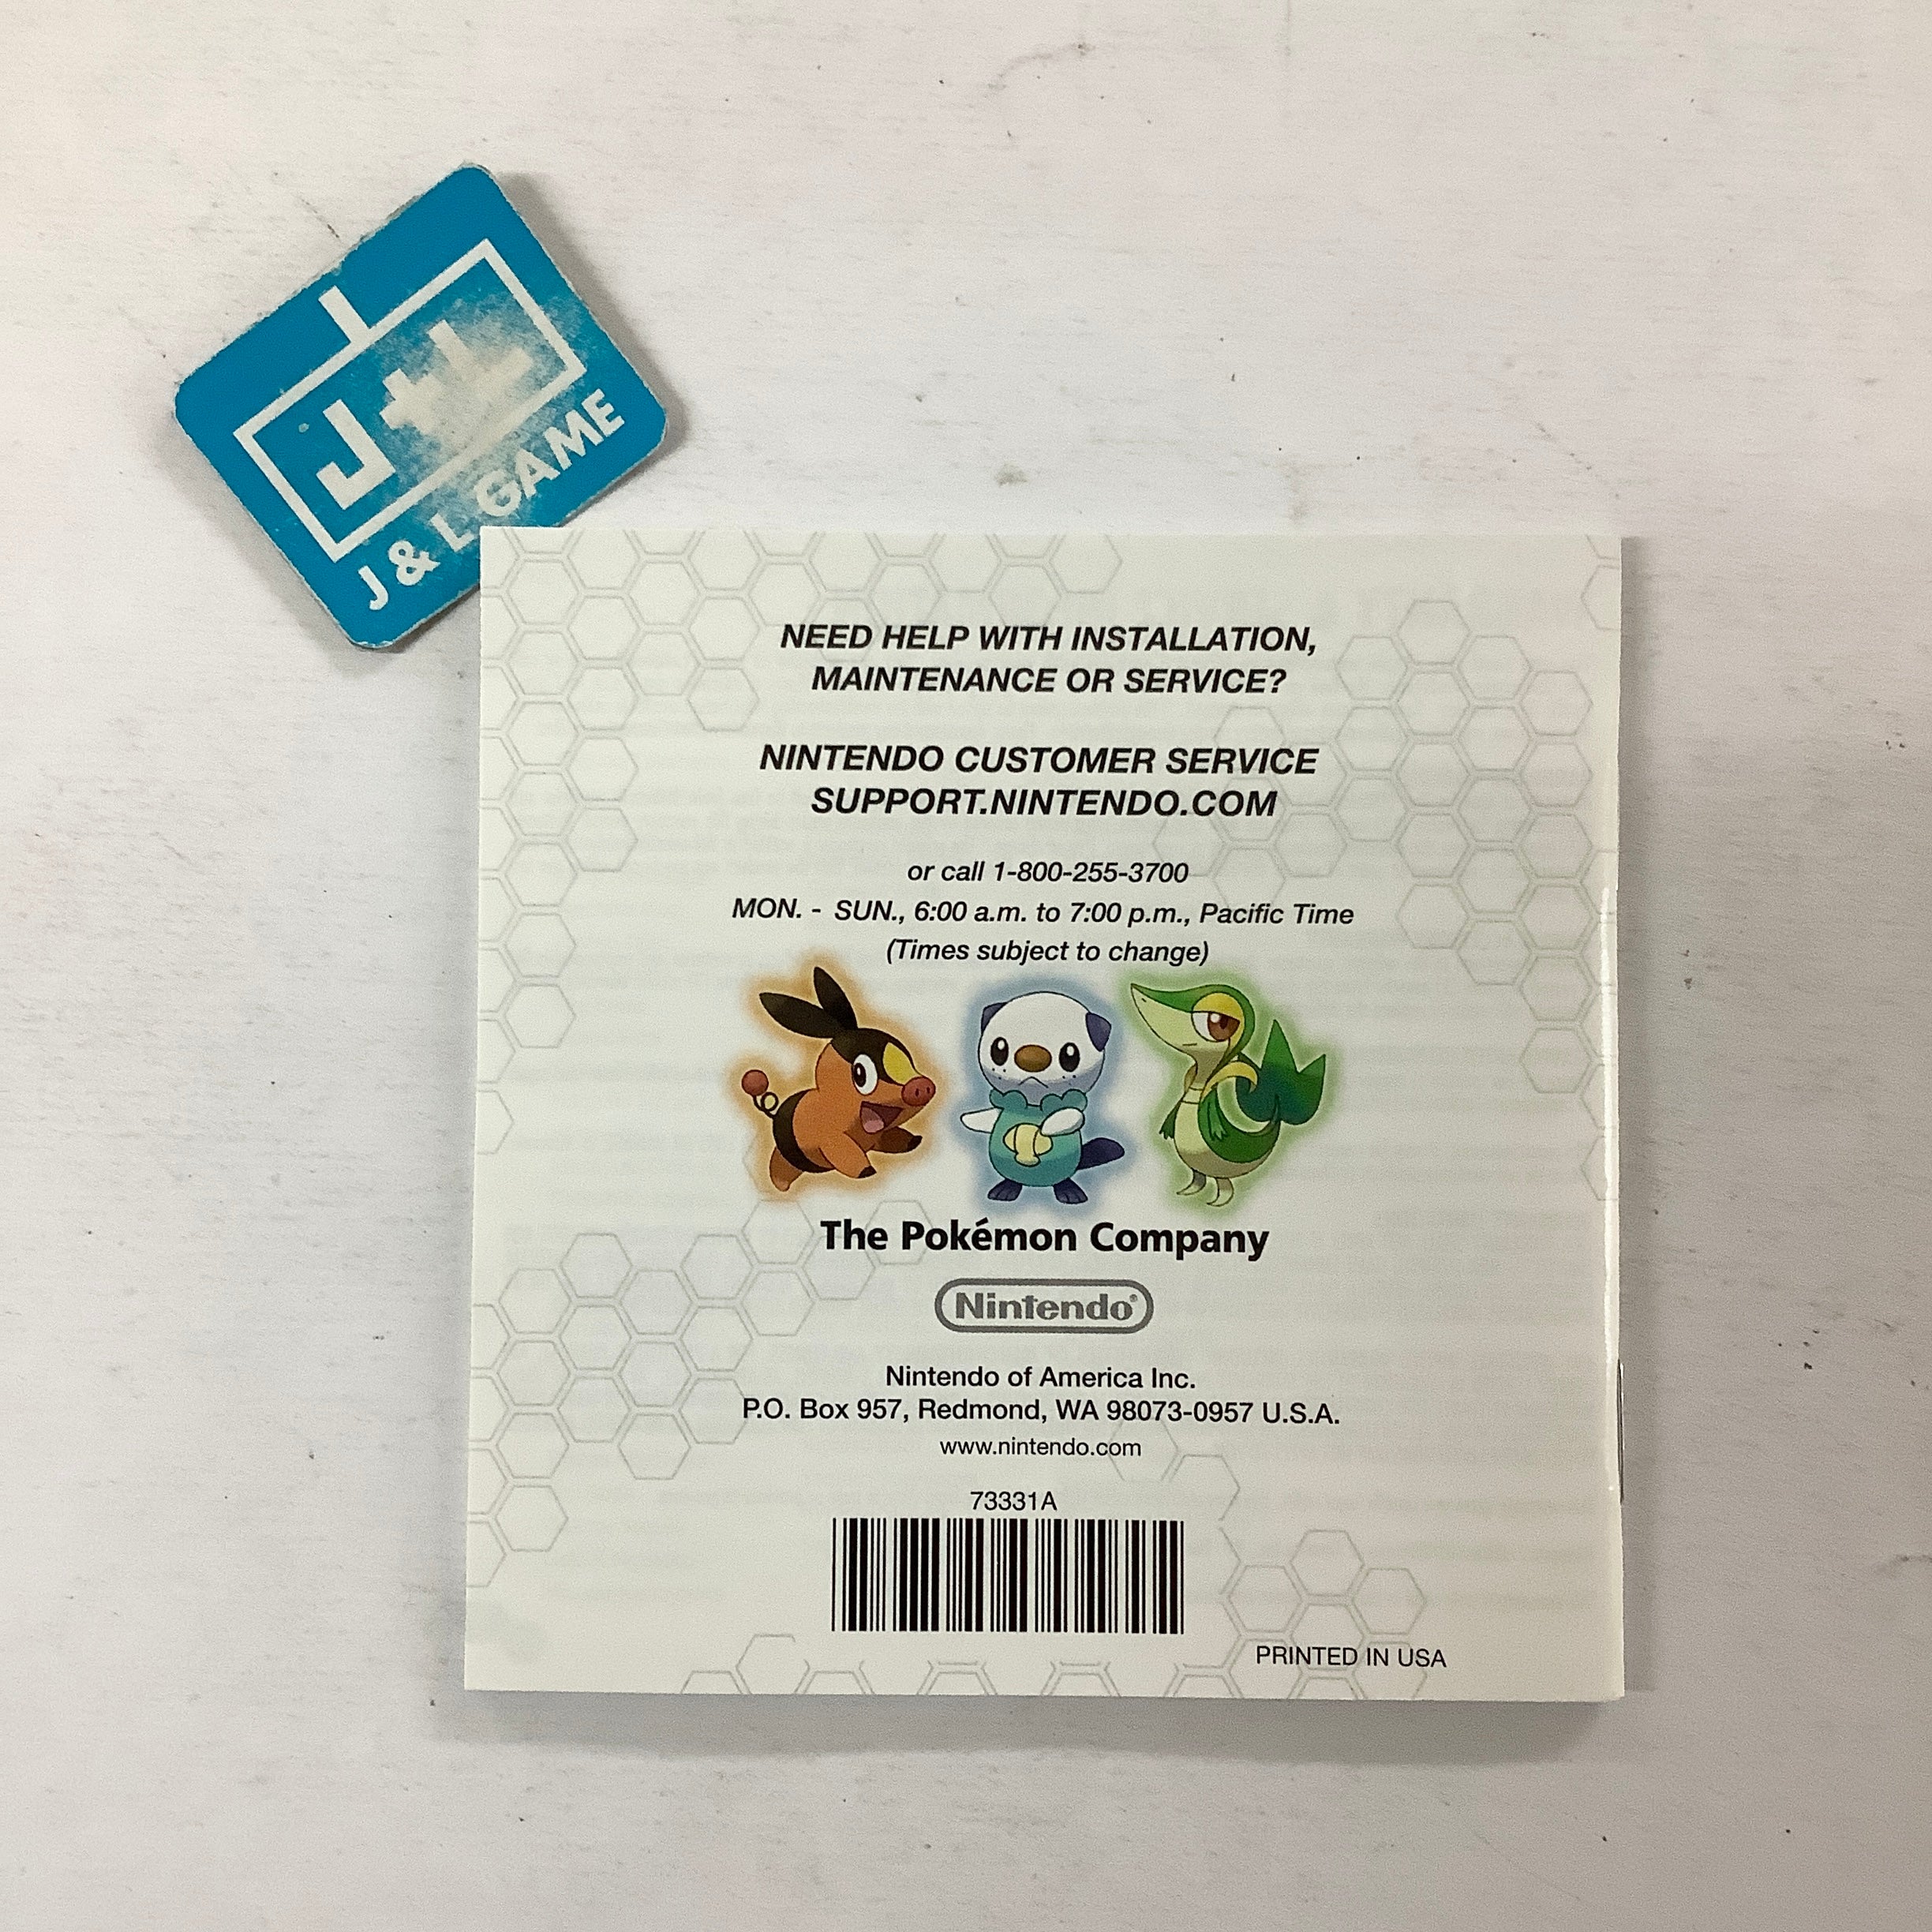 J+L
J & L GAME
NEED HELP WITH INSTALLATION,
MAINTENANCE OR SERVICE?
NINTENDO CUSTOMER SERVICE
SUPPORT.NINTENDO.COM
or call 1-800-255-3700
MON. - SUN., 6:00 a.m. to 7:00 p.m., Pacific Time
(Times subject to change)
The Pokémon Company
Nintendo®
Nintendo of America Inc.
P.O. Box 957, Redmond, WA 98073-0957 U.S.A.
www.nintendo.com
73331A
PRINTED IN USA